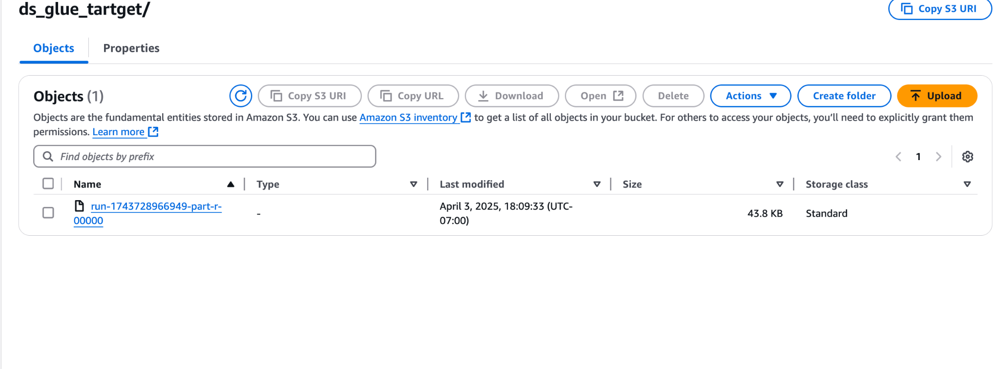 ds_glue_tartget/
Copy S3 URI
Objects
Properties
Objects (1)
Copy S3 URI
Copy URL
Download
Open
Delete
Actions
Create folder
Upload
Objects are the fundamental entities stored in Amazon S3. You can use Amazon S3 inventory to get a list of all objects in your bucket. For others to access your objects, you’ll need to explicitly grant them
permissions. Learn more
Find objects by prefix
1
Name
Type
Last modified
Size
Storage class
run-1743728966949-part-r-
00000
-
April 3, 2025, 18:09:33 (UTC-
07:00)
43.8 KB
Standard